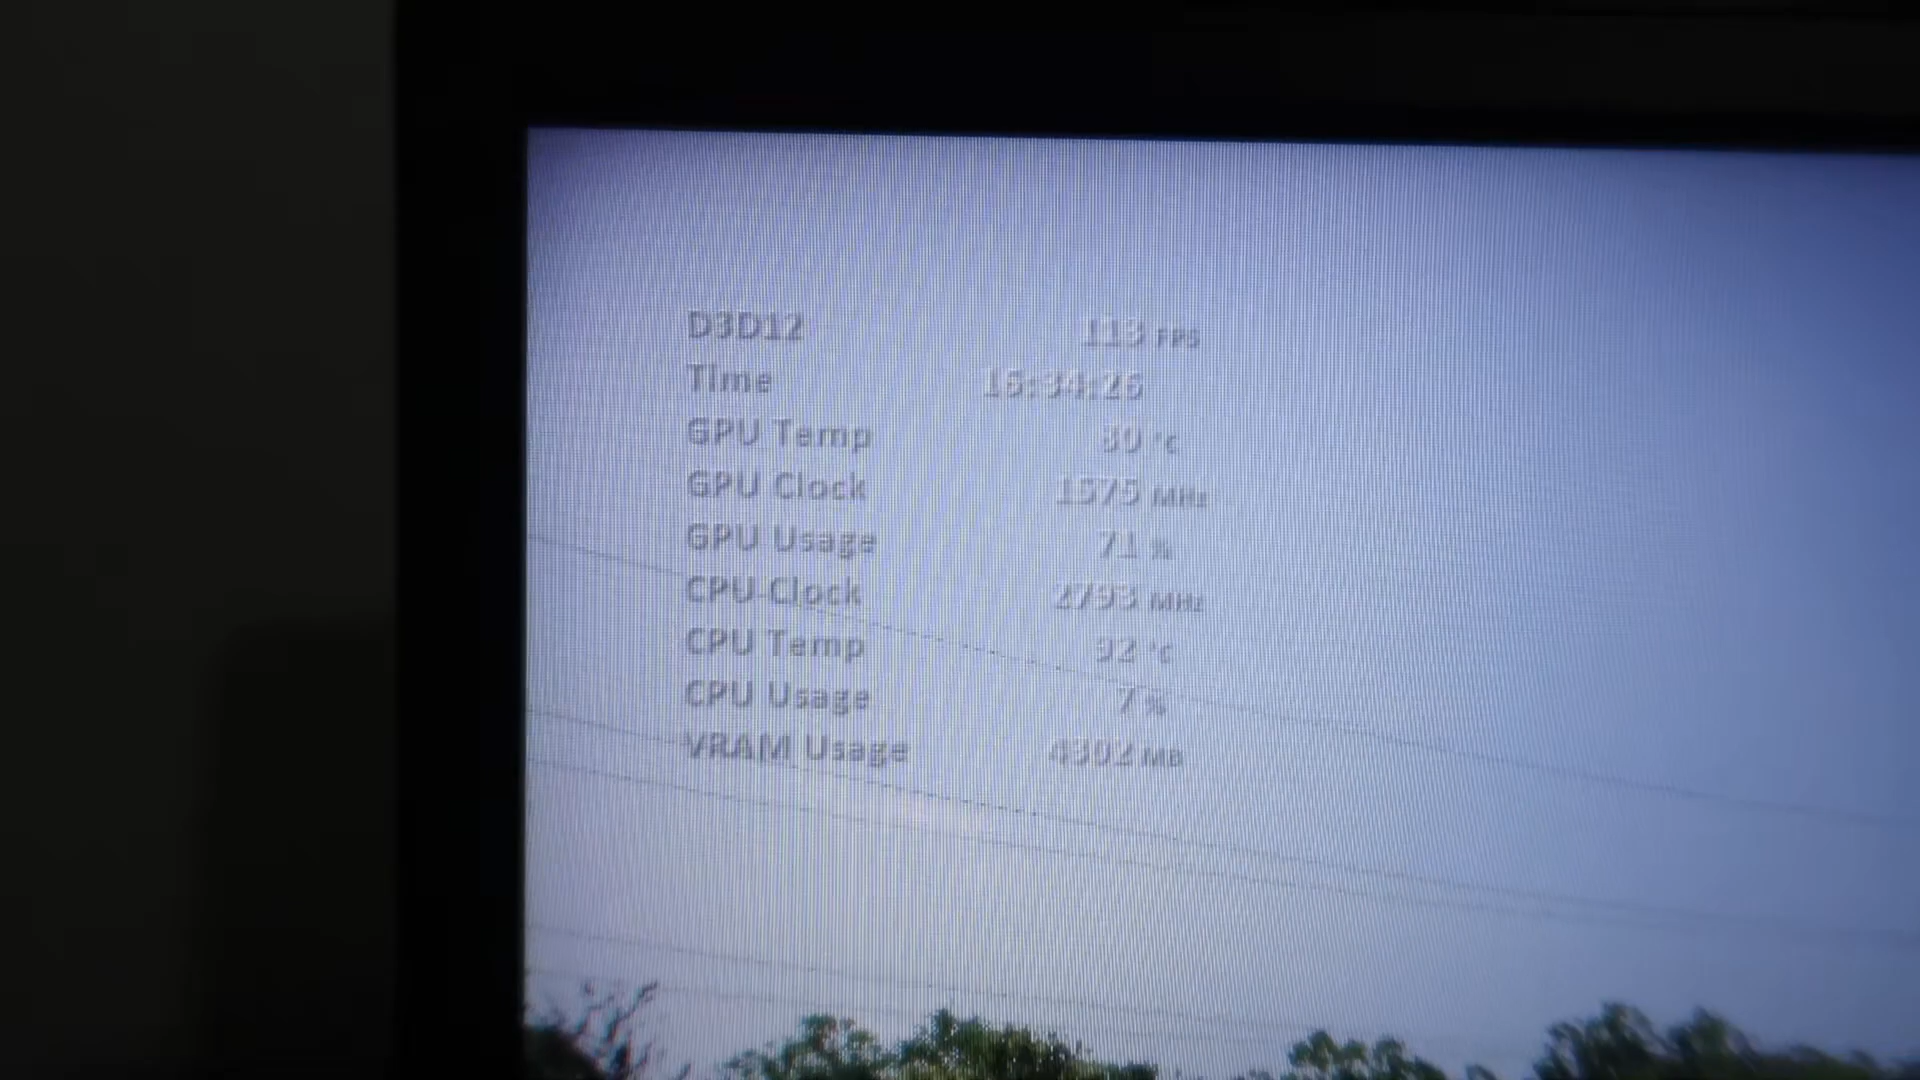 D3D12 113 FPS
Time 16:34:26
GPU Temp 80 °C
GPU Clock 1575 MHz
GPU Usage 71 %
CPU Clock 2793 MHz
CPU Temp 92 °C
CPU Usage 7 %
VRAM Usage 4302 MB